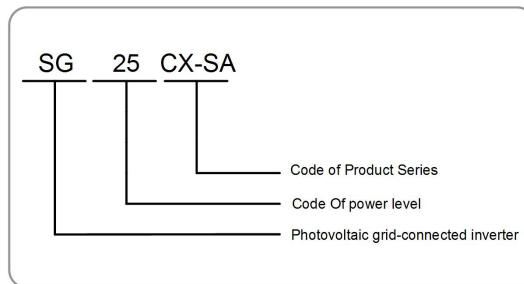 SG 25 CX-SA
Code of Product Series
Code Of power level
Photovoltaic grid-connected inverter